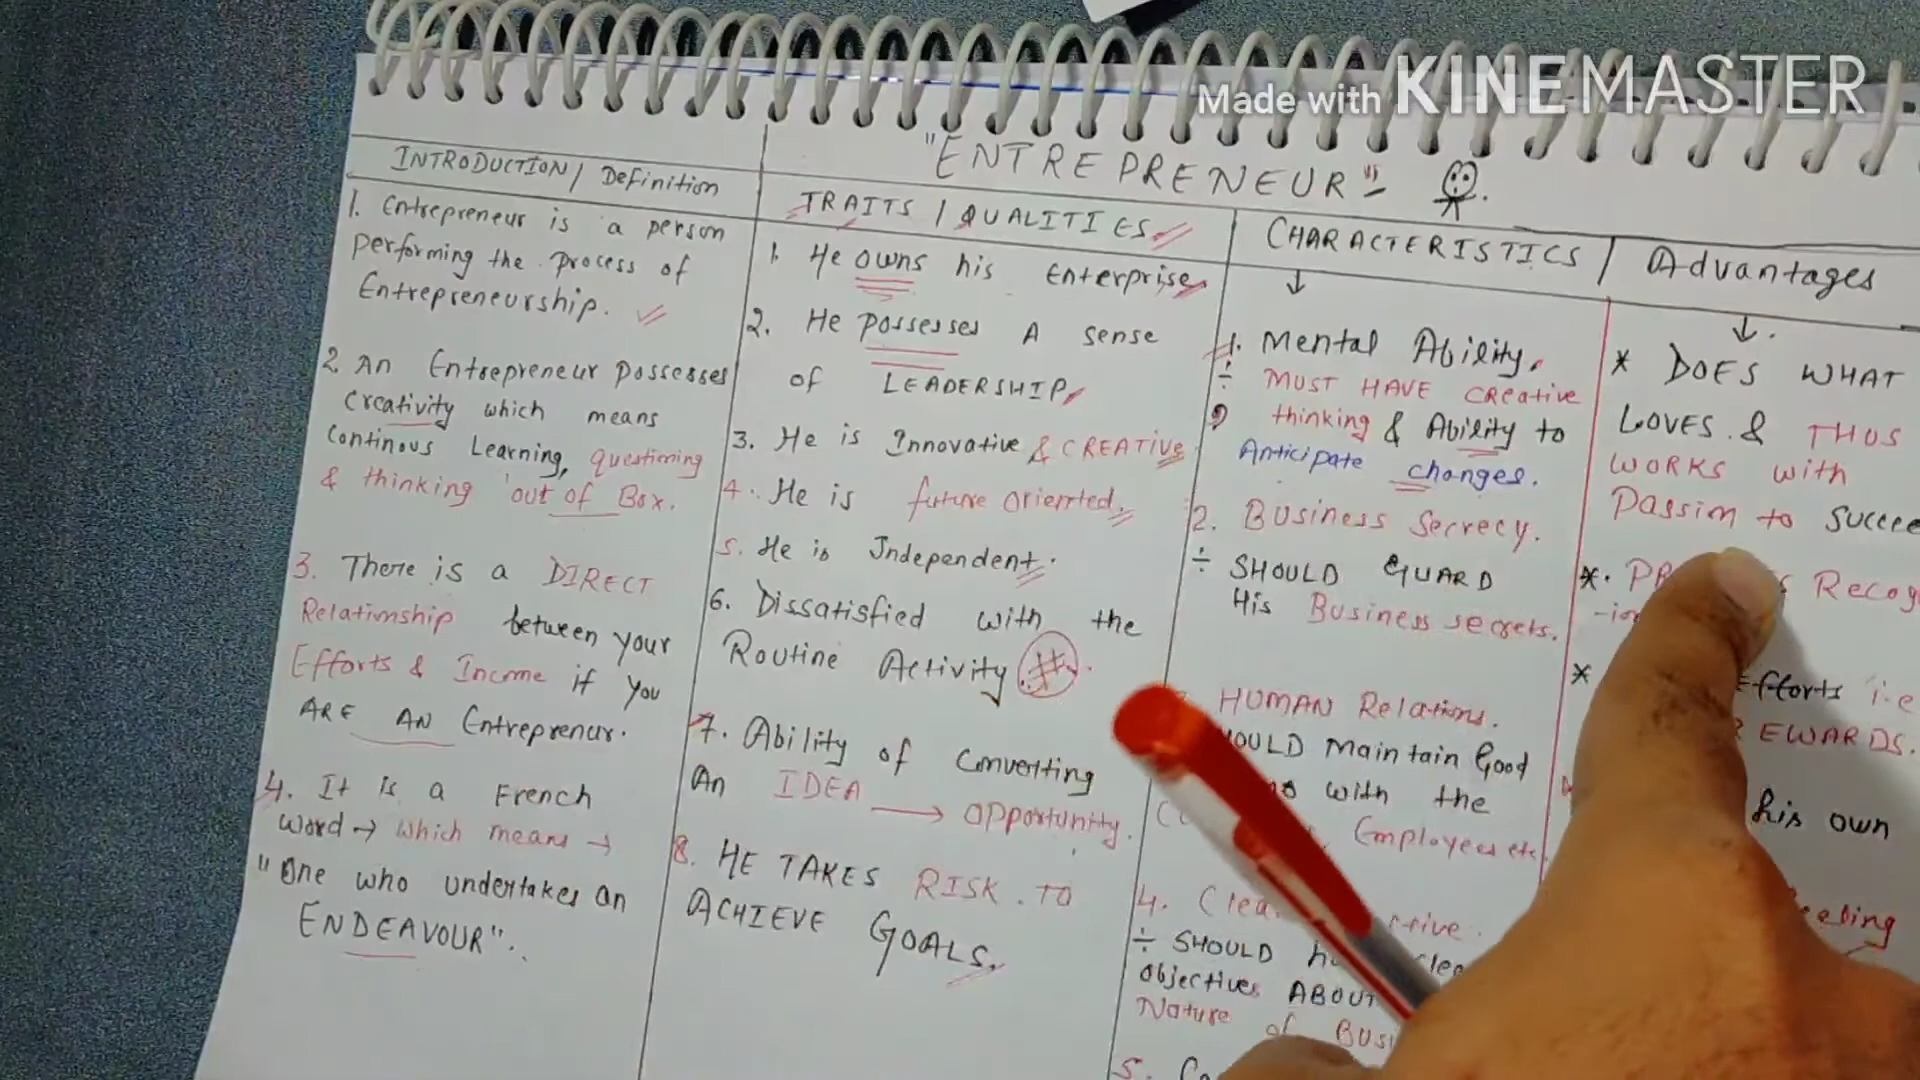 Made with KINEMASTER
"ENTREPRENEUR"
INTRODUCTION / Definition
1. Entrepreneur is a person
performing the process of
Entrepreneurship.
2. An Entrepreneur possesses
creativity which means
continous Learning, questioning
& thinking 'out of Box.
3. There is a DIRECT
Relationship between your
Efforts & Income if you
ARE AN Entrepreneur.
4. It is a French
word → which means →
"One who undertakes an
ENDEAVOUR".
TRAITS / QUALITIES
1. He owns his Enterprise
2. He possesses A sense
of LEADERSHIP
3. He is Innovative & CREATIVE
4. He is future oriented.
5. He is Independent.
6. Dissatisfied with the
Routine Activity #.
7. Ability of converting
An IDEA → opportunity.
8. HE TAKES RISK TO
ACHIEVE GOALS.
CHARACTERISTICS /
↓
1. Mental Ability.
÷ MUST HAVE creative
thinking & Ability to
Anticipate changes.
2. Business Secrecy.
÷ SHOULD GUARD
His Business secrets.
HUMAN Relations.
Maintain Good
with the
Employees etc
4.
÷ SHOULD
objectives ABOUT
Nature of
5.
Advantages
↓
* DOES WHAT
LOVES & THUS
WORKS with
Passion to
*
* Efforts i.e
his own